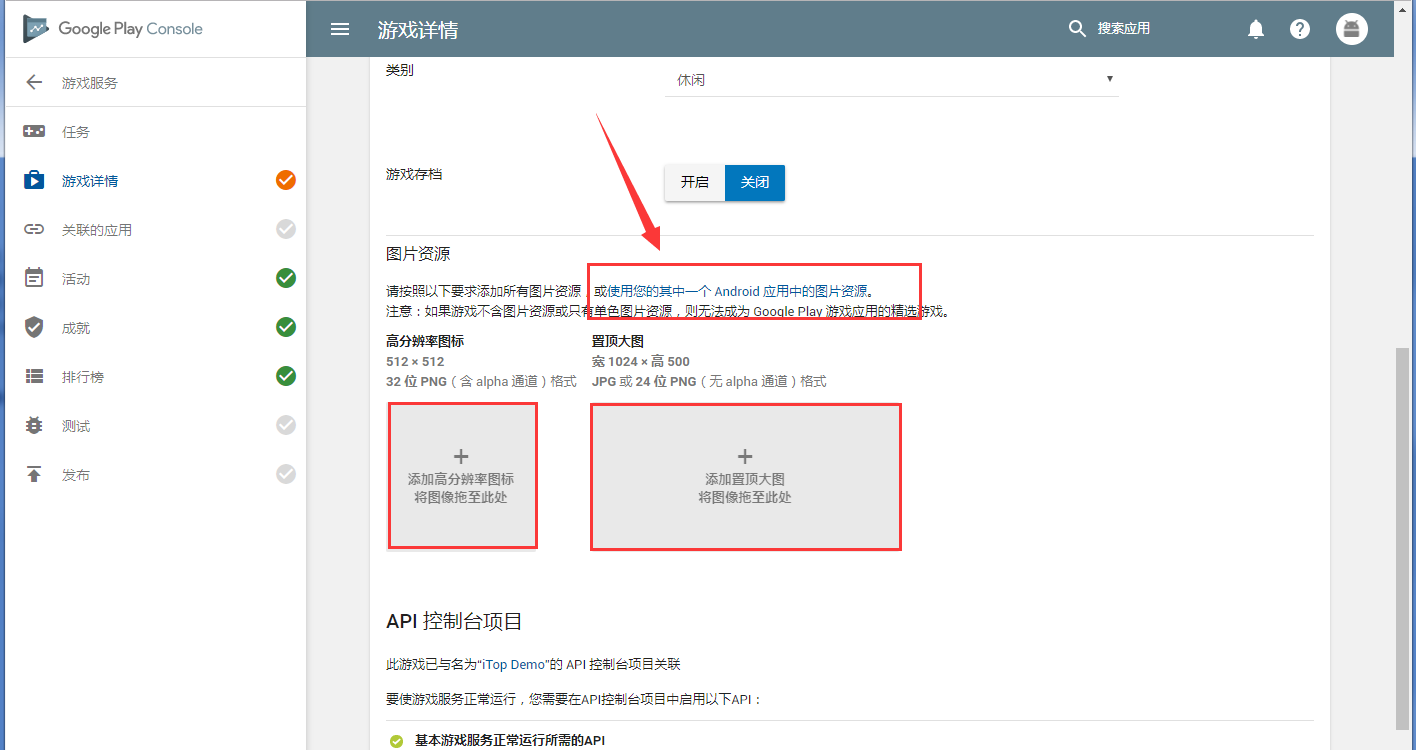 Google Play Console
游戏详情
搜索应用
游戏服务
任务
游戏详情
关联的应用
活动
成就
排行榜
测试
发布
类别
休闲
游戏存档
开启
关闭
图片资源
请按照以下要求添加所有图片资源，或使用您的其中一个 Android 应用中的图片资源。
注意：如果游戏不含图片资源或只有单色图片资源，则无法成为 Google Play 游戏应用的精选游戏。
高分辨率图标
512 × 512
32 位 PNG（含 alpha 通道）格式
置顶大图
宽 1024 × 高 500
JPG 或 24 位 PNG（无 alpha 通道）格式
添加高分辨率图标
将图像拖至此处
添加置顶大图
将图像拖至此处
API 控制台项目
此游戏已与名为“iTop Demo”的 API 控制台项目关联
要使游戏服务正常运行，您需要在API控制台项目中启用以下API：
基本游戏服务正常运行所需的API